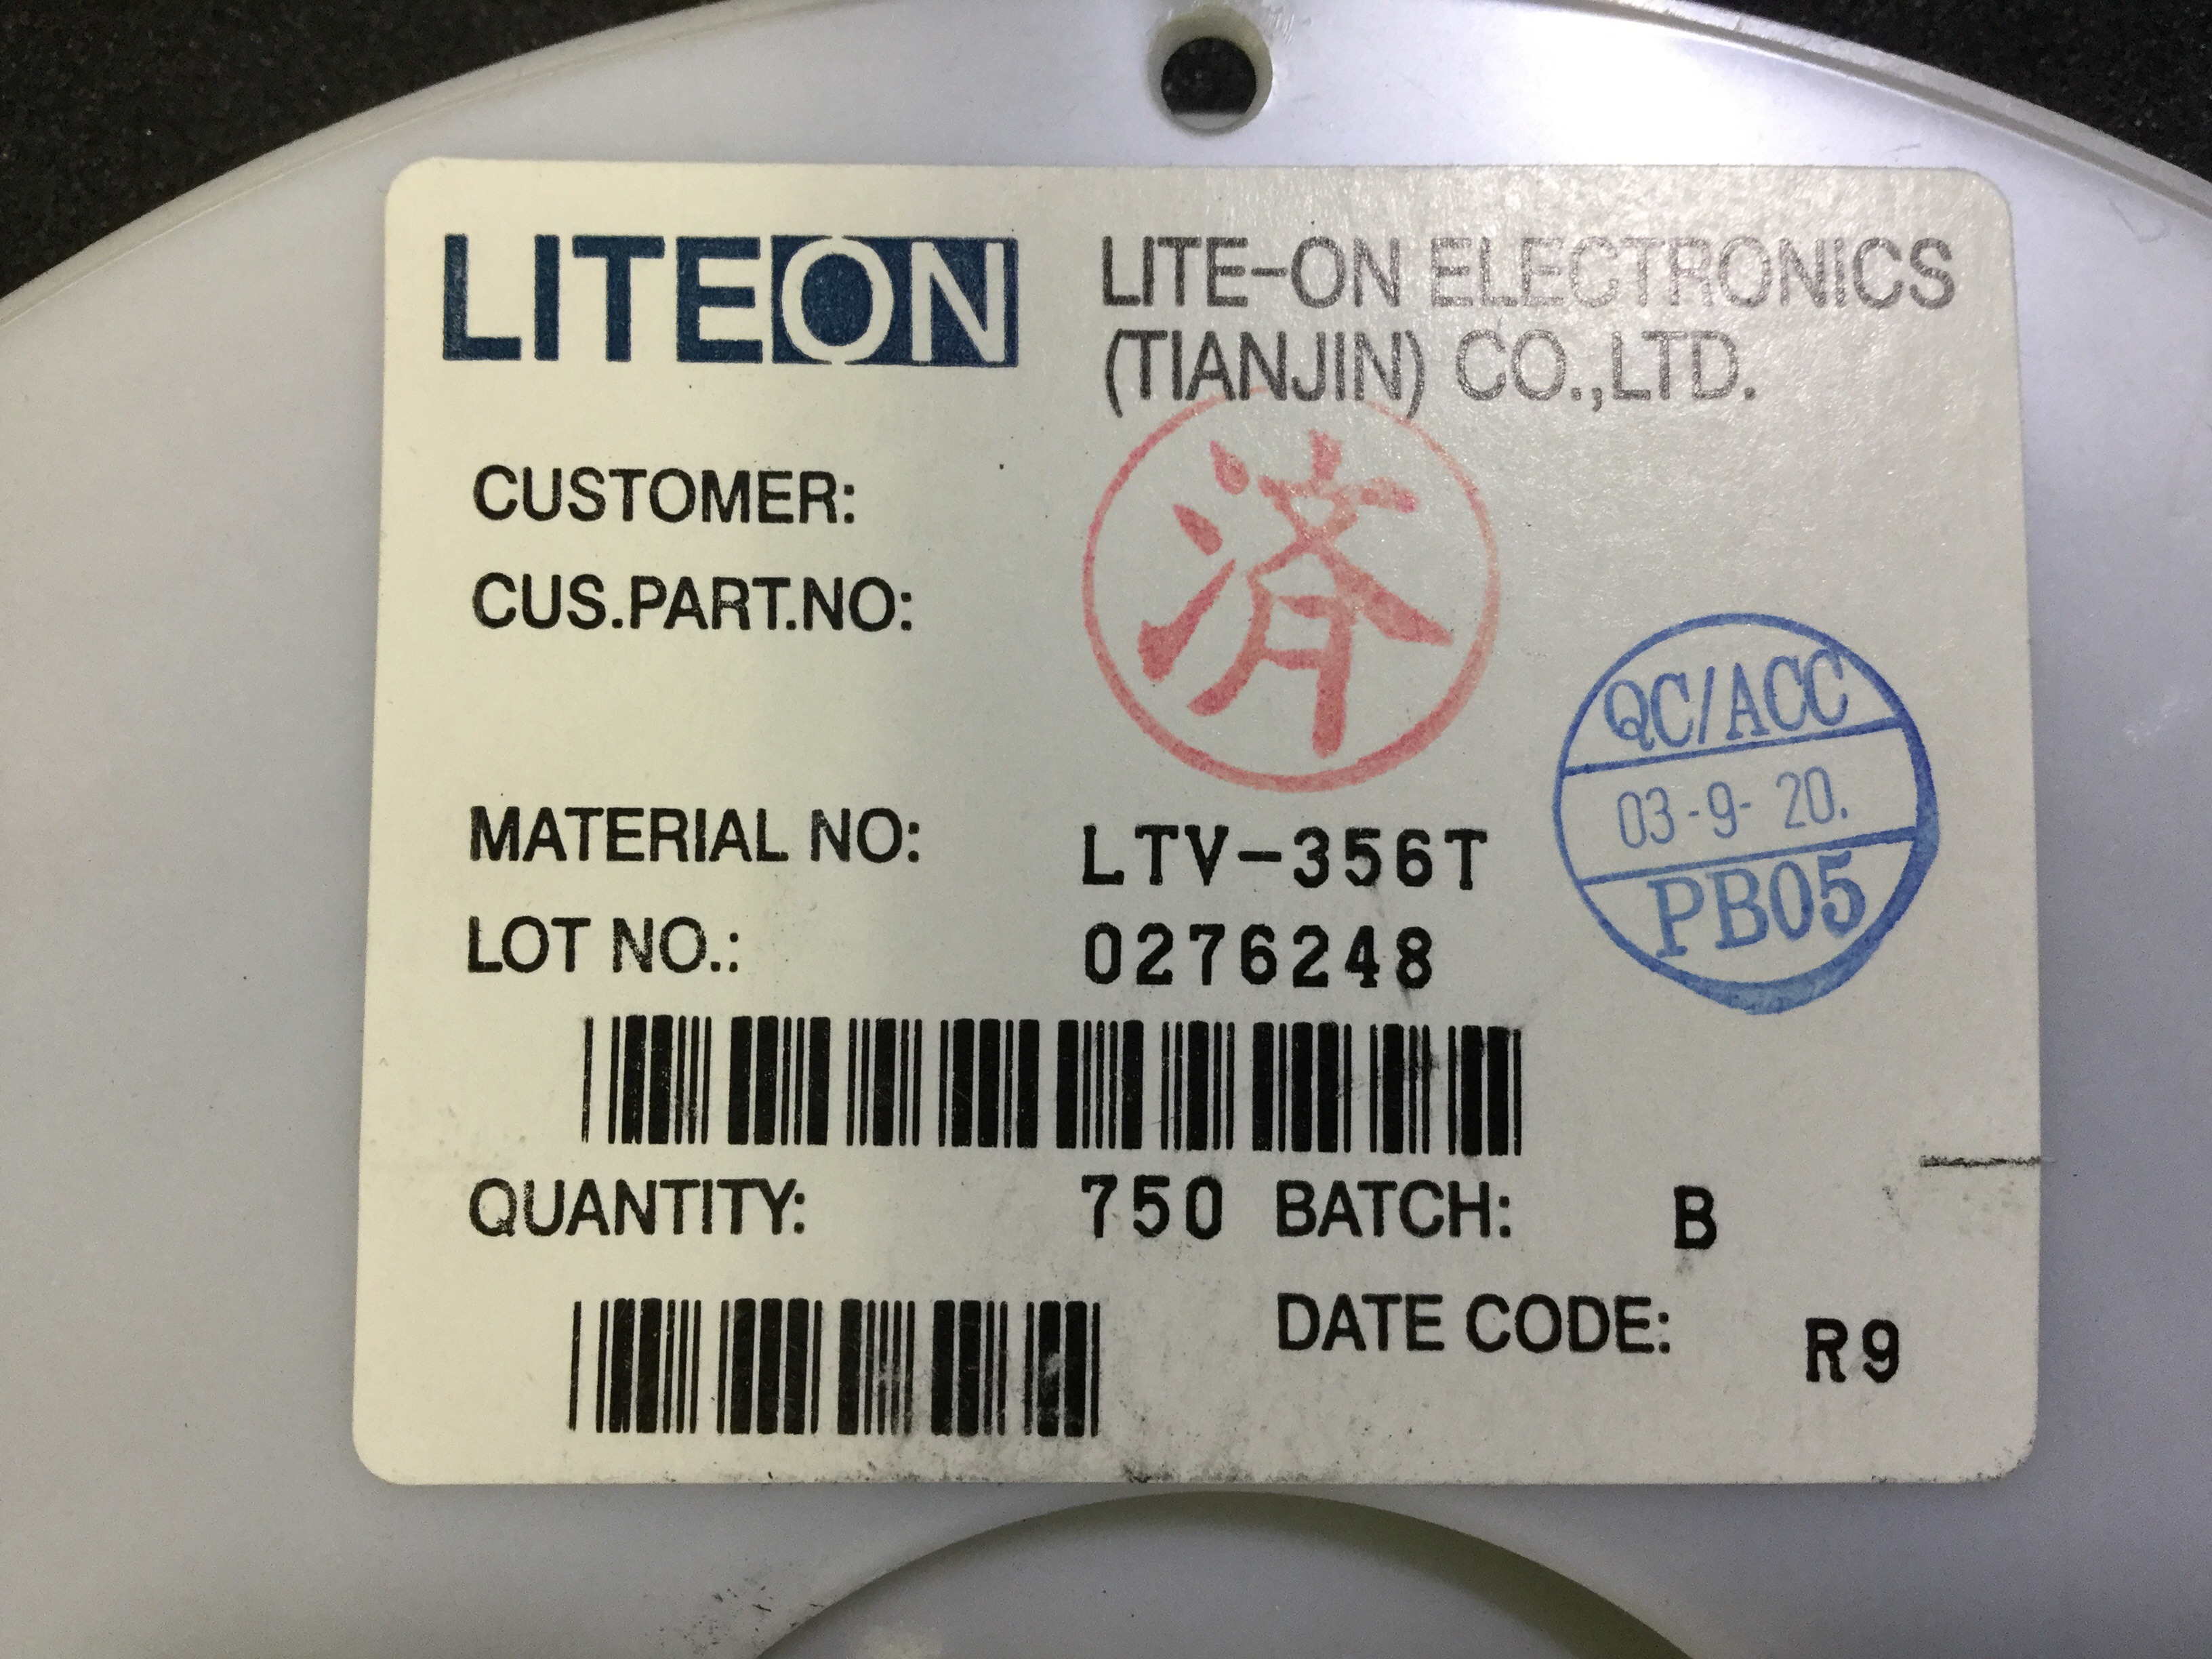 LITEON
LITE-ON ELECTRONICS
(TIANJIN) CO.,LTD.
CUSTOMER:
CUS.PART.NO:
済
QC/ACC
03-9-20.
PB05
MATERIAL NO: LTV-356T
LOT NO.: 0276248
QUANTITY: 750 BATCH: B
DATE CODE: R9